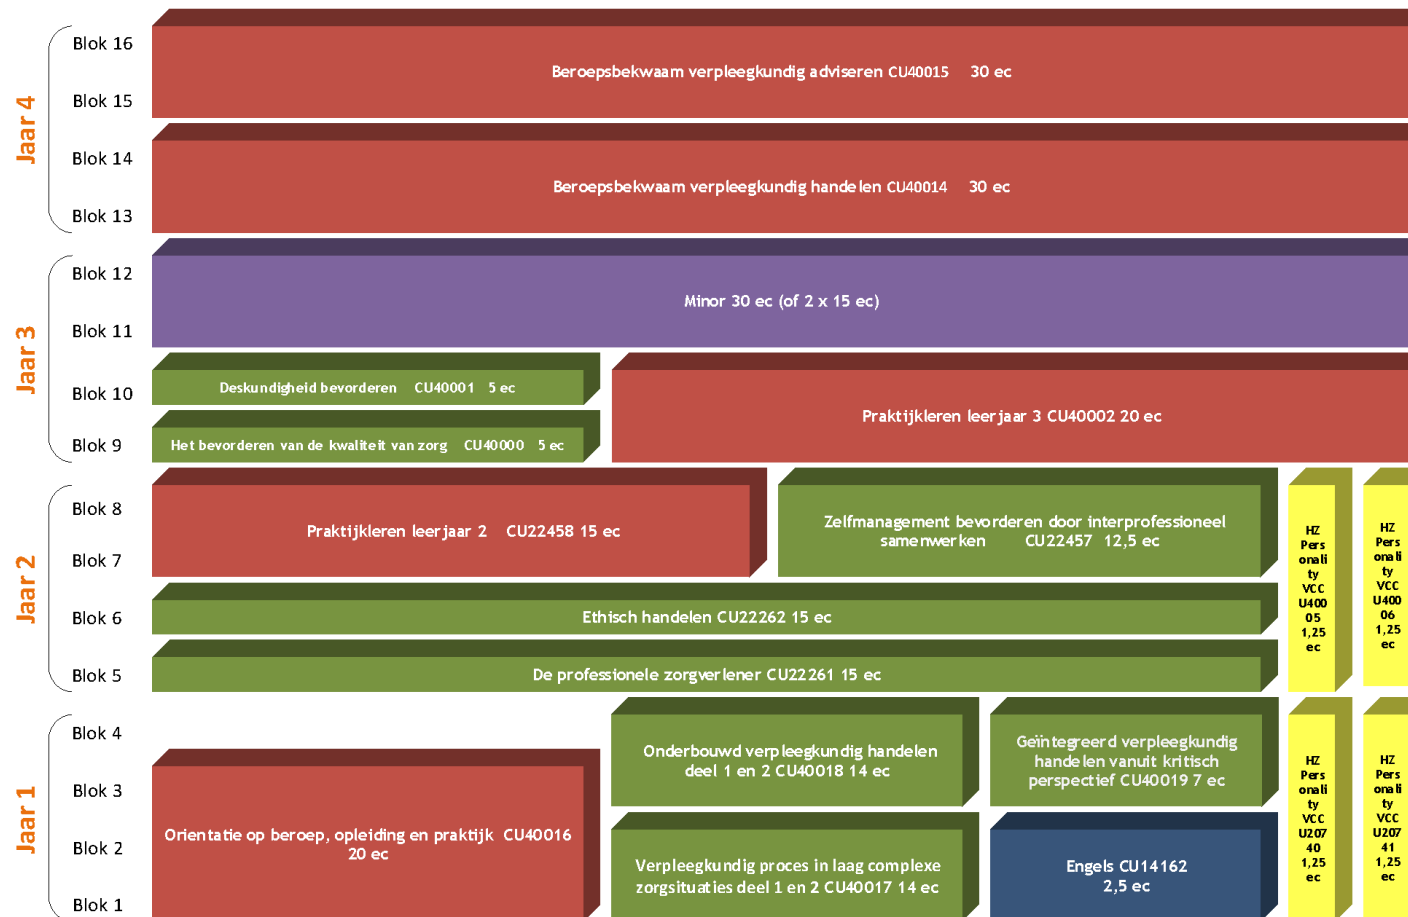 Jaar 4
Blok 16
Blok 15
Blok 14
Blok 13
Beroepsbekwaam verpleegkundig adviseren CU40015 30 ec
Beroepsbekwaam verpleegkundig handelen CU40014 30 ec
Jaar 3
Blok 12
Blok 11
Blok 10
Blok 9
Minor 30 ec (of 2 x 15 ec)
Deskundigheid bevorderen CU40001 5 ec
Het bevorderen van de kwaliteit van zorg CU40000 5 ec
Praktijkleren leerjaar 3 CU40002 20 ec
Jaar 2
Blok 8
Blok 7
Blok 6
Blok 5
Praktijkleren leerjaar 2 CU22458 15 ec
Zelfmanagement bevorderen door interprofessioneel
samenwerken CU22457 12,5 ec
Ethisch handelen CU22262 15 ec
De professionele zorgverlener CU22261 15 ec
HZ
Pers
onali
ty
VCC
U400
05
1,25
ec
HZ
Pers
onali
ty
VCC
U400
06
1,25
ec
Jaar 1
Blok 4
Blok 3
Blok 2
Blok 1
Orientatie op beroep, opleiding en praktijk CU40016
20 ec
Onderbouwd verpleegkundig handelen
deel 1 en 2 CU40018 14 ec
Geïntegreerd verpleegkundig
handelen vanuit kritisch
perspectief CU40019 7 ec
Verpleegkundig proces in laag complexe
zorgsituaties deel 1 en 2 CU40017 14 ec
Engels CU14162
2,5 ec
HZ
Pers
onali
ty
VCC
U207
40
1,25
ec
HZ
Pers
onali
ty
VCC
U207
41
1,25
ec